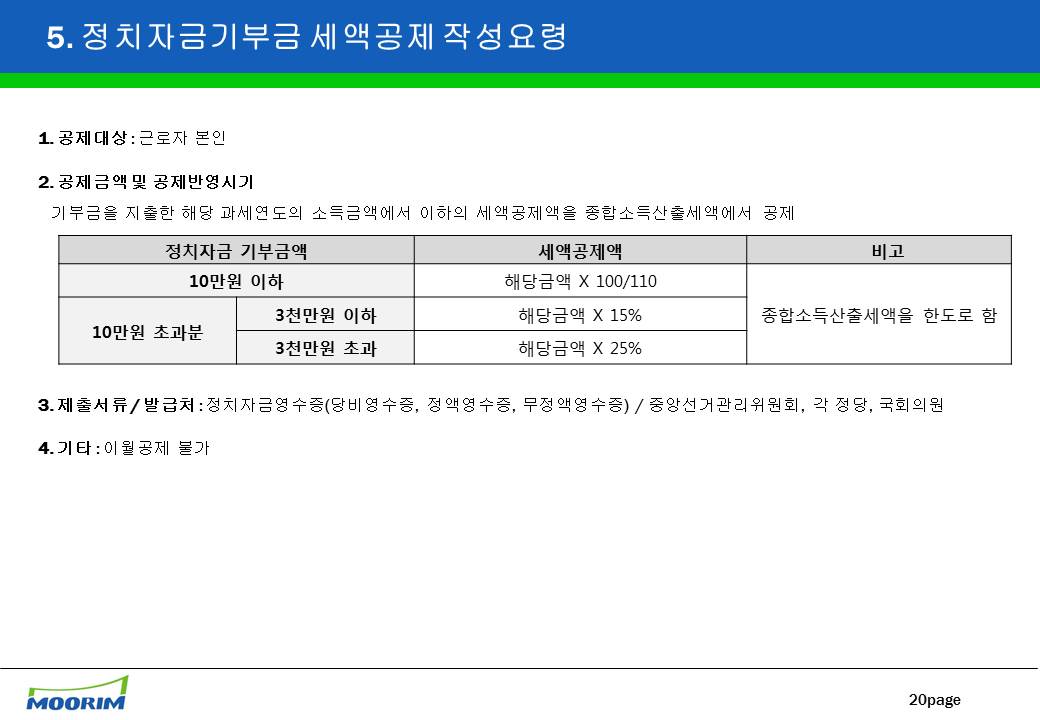 5. 정치자금기부금 세액공제 작성요령
1. 공제대상 : 근로자 본인
2. 공제금액 및 공제반영시기
기부금을 지출한 해당 과세연도의 소득금액에서 이하의 세액공제액을 종합소득산출세액에서 공제
정치자금 기부금액 세액공제액 비고
10만원 이하 해당금액 X 100/110
10만원 초과분 3천만원 이하 해당금액 X 15% 종합소득산출세액을 한도로 함
3천만원 초과 해당금액 X 25%
3. 제출서류 / 발급처 : 정치자금영수증(당비영수증, 정액영수증, 무정액영수증) / 중앙선거관리위원회, 각 정당, 국회의원
4. 기타 : 이월공제 불가
MOORIM
20page